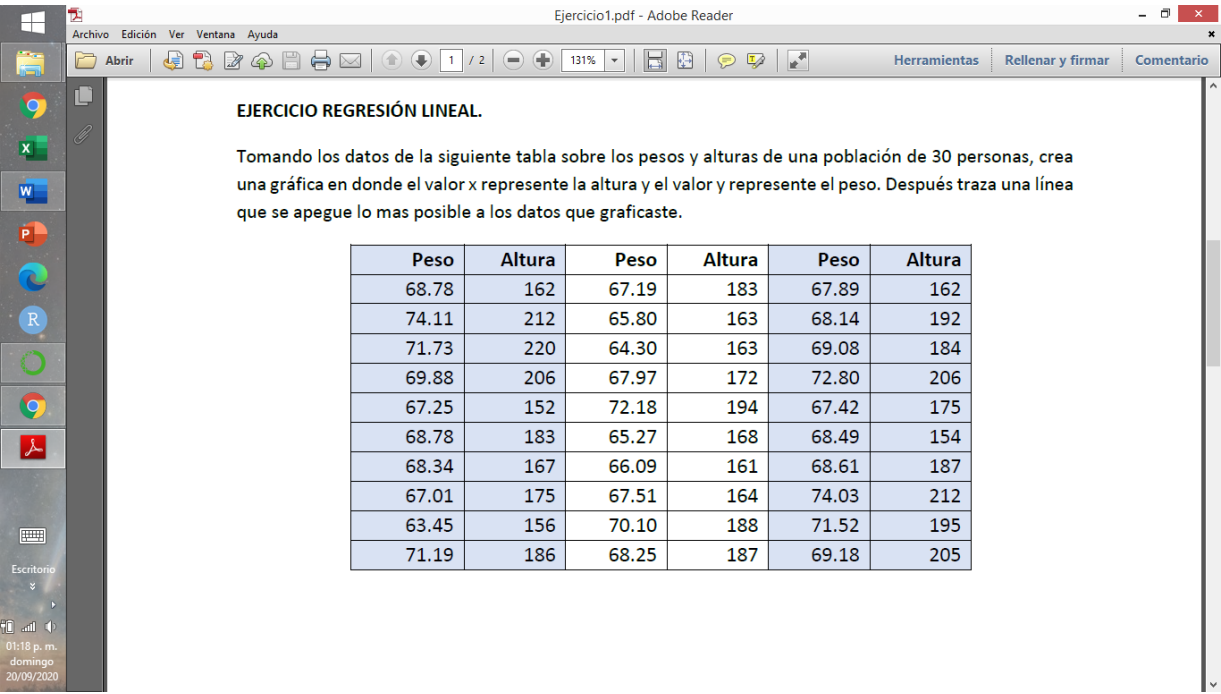 Ejercicio1.pdf - Adobe Reader
Archivo Edición Ver Ventana Ayuda
Abrir 1 / 2 131% Herramientas Rellenar y firmar Comentario
EJERCICIO REGRESIÓN LINEAL.
Tomando los datos de la siguiente tabla sobre los pesos y alturas de una población de 30 personas, crea
una gráfica en donde el valor x represente la altura y el valor y represente el peso. Después traza una línea
que se apegue lo mas posible a los datos que graficaste.
Peso Altura Peso Altura Peso Altura
68.78 162 67.19 183 67.89 162
74.11 212 65.80 163 68.14 192
71.73 220 64.30 163 69.08 184
69.88 206 67.97 172 72.80 206
67.25 152 72.18 194 67.42 175
68.78 183 65.27 168 68.49 154
68.34 167 66.09 161 68.61 187
67.01 175 67.51 164 74.03 212
63.45 156 70.10 188 71.52 195
71.19 186 68.25 187 69.18 205
Escritorio
01:18 p. m.
domingo
20/09/2020